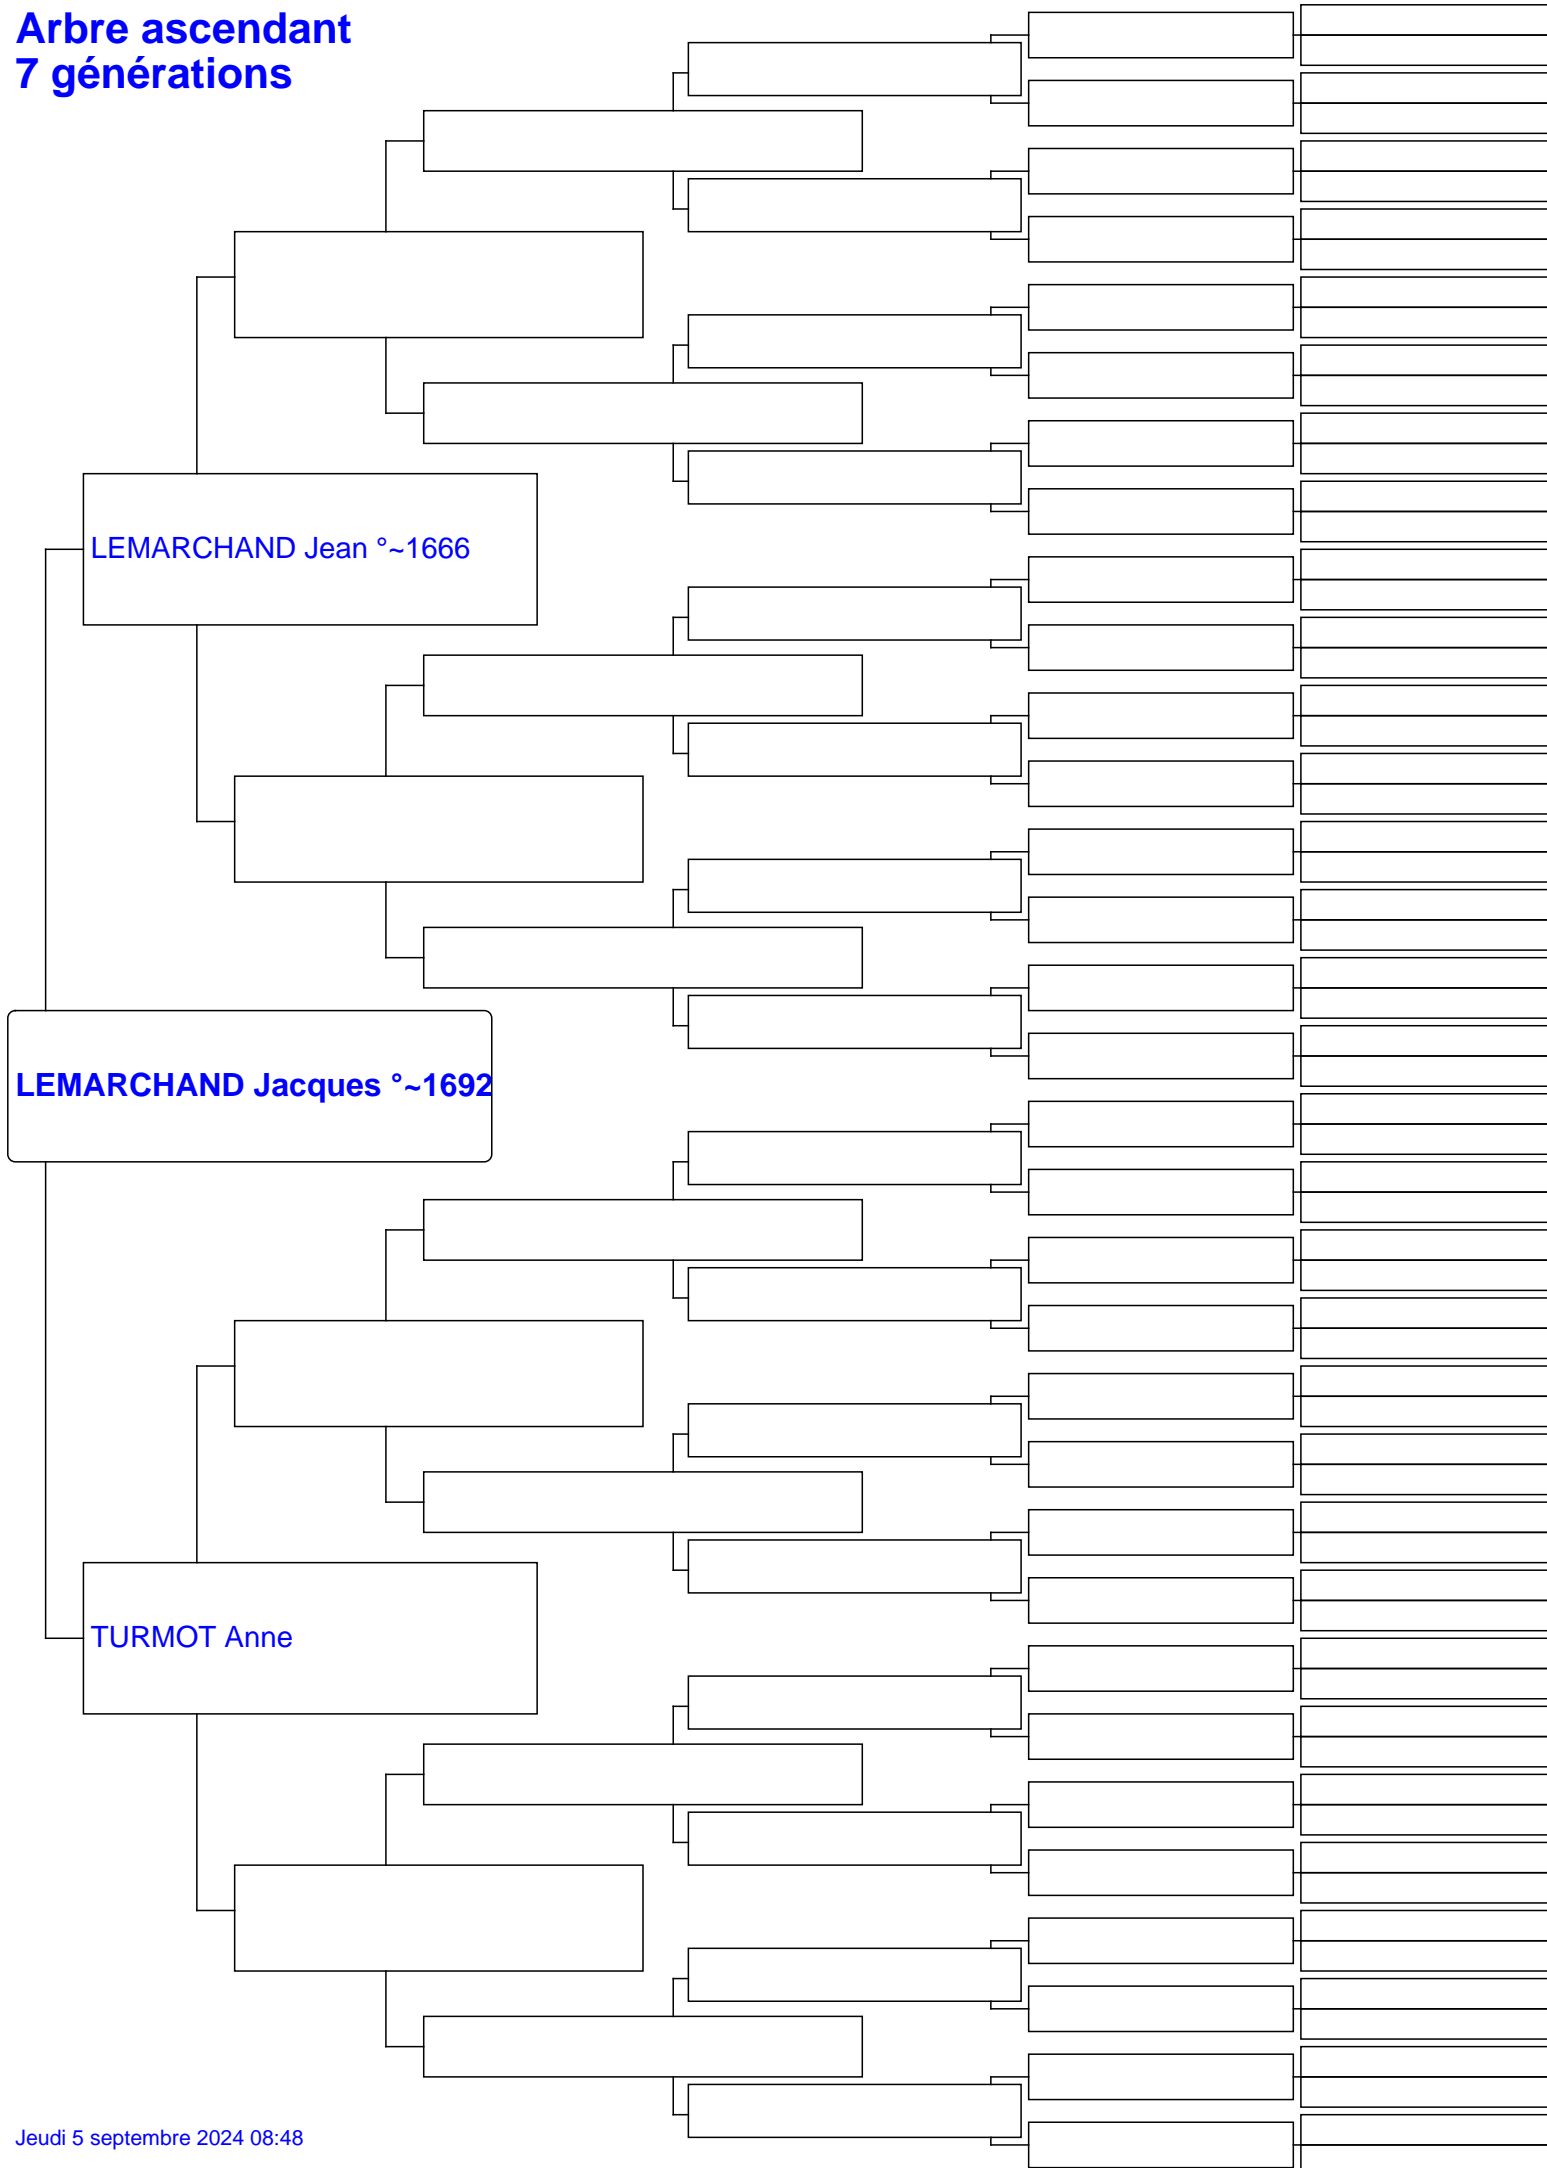 Arbre ascendant
7 générations
LEMARCHAND Jean °~1666
LEMARCHAND Jacques °~1692
TURMOT Anne
Jeudi 5 septembre 2024 08:48